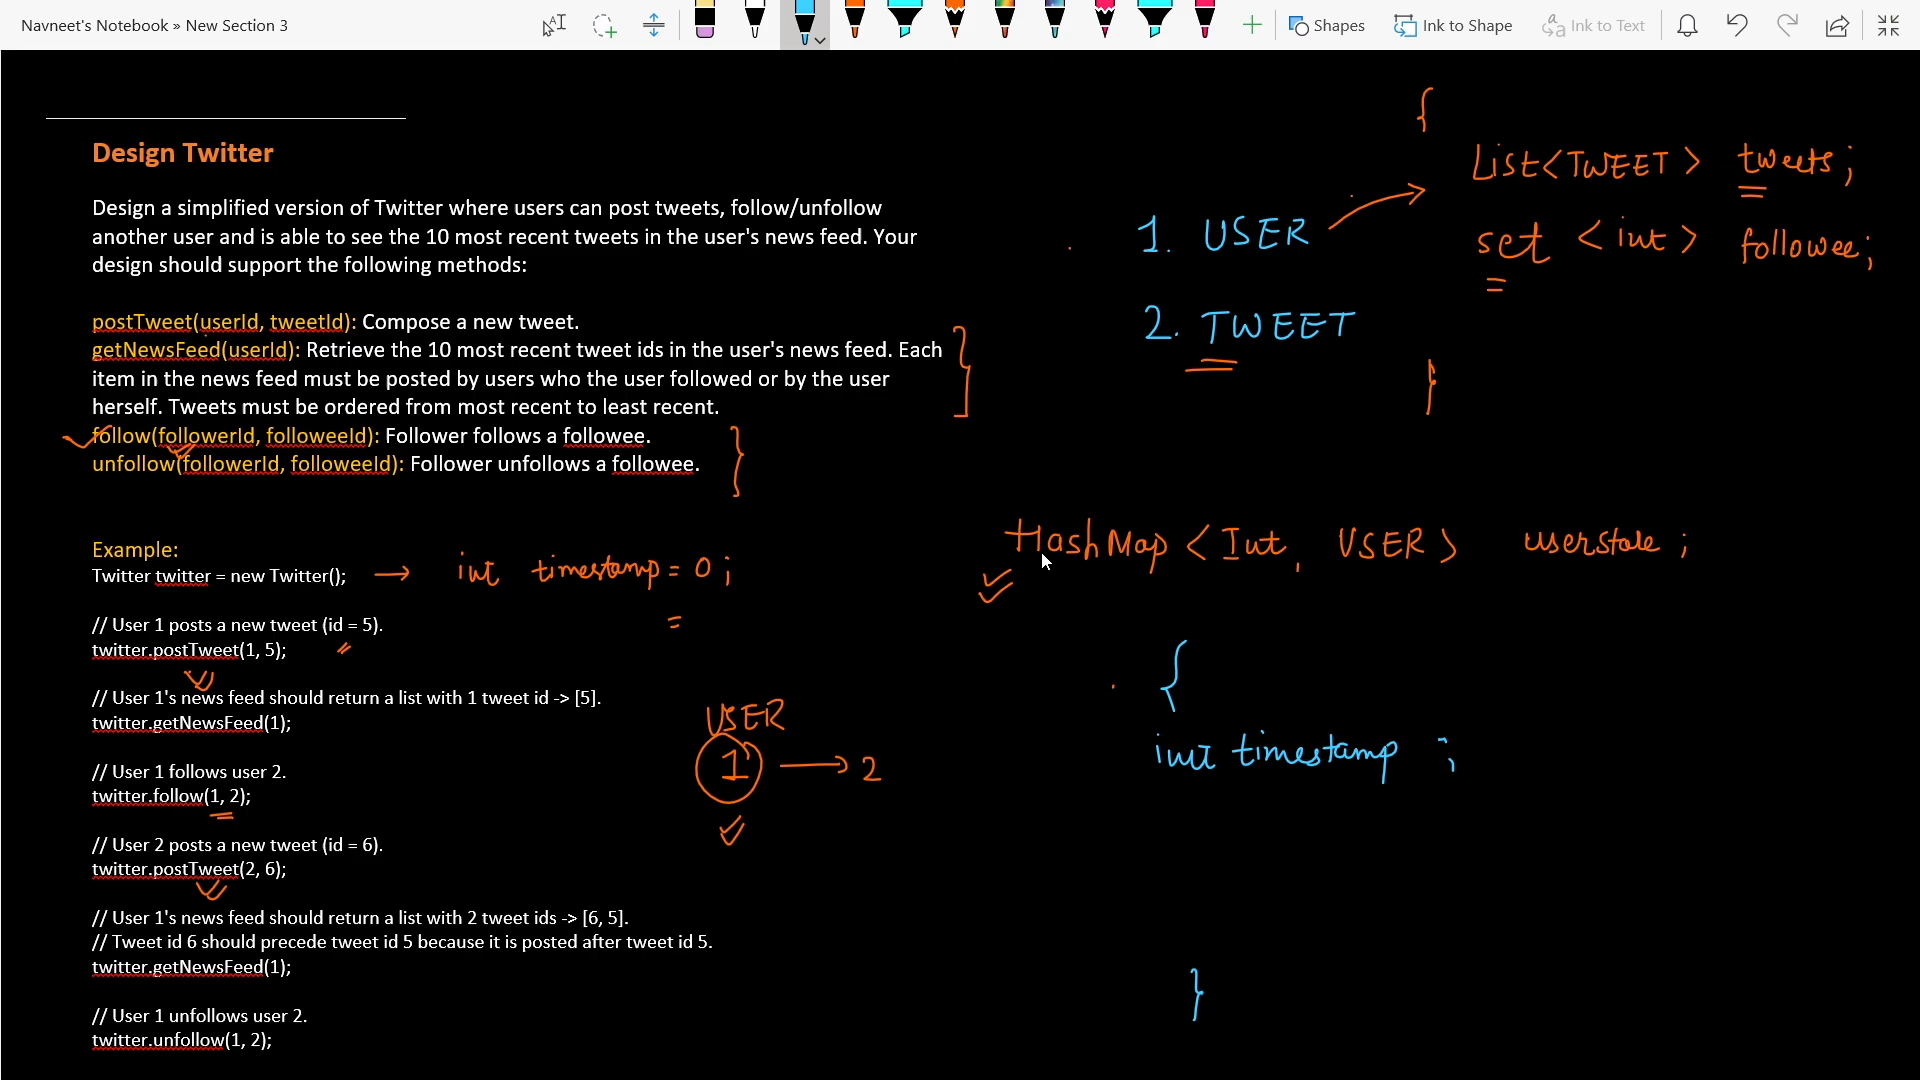 Navneet's Notebook » New Section 3
Shapes
Ink to Shape
Ink to Text
Design Twitter
Design a simplified version of Twitter where users can post tweets, follow/unfollow
another user and is able to see the 10 most recent tweets in the user's news feed. Your
design should support the following methods:
postTweet(userId, tweetId): Compose a new tweet.
getNewsFeed(userId): Retrieve the 10 most recent tweet ids in the user's news feed. Each
item in the news feed must be posted by users who the user followed or by the user
herself. Tweets must be ordered from most recent to least recent.
follow(followerId, followeeId): Follower follows a followee.
unfollow(followerId, followeeId): Follower unfollows a followee.
Example:
Twitter twitter = new Twitter();
int timestamp = 0 ;
// User 1 posts a new tweet (id = 5).
twitter.postTweet(1, 5);
// User 1's news feed should return a list with 1 tweet id -> [5].
twitter.getNewsFeed(1);
// User 1 follows user 2.
twitter.follow(1, 2);
// User 2 posts a new tweet (id = 6).
twitter.postTweet(2, 6);
// User 1's news feed should return a list with 2 tweet ids -> [6, 5].
// Tweet id 6 should precede tweet id 5 because it is posted after tweet id 5.
twitter.getNewsFeed(1);
// User 1 unfollows user 2.
twitter.unfollow(1, 2);
USER
1 → 2
{
List<TWEET> tweets;
1. USER
set <int> followee;
2. TWEET
}
HashMap <Int, USER> userstore ;
{
int timestamp ;
}